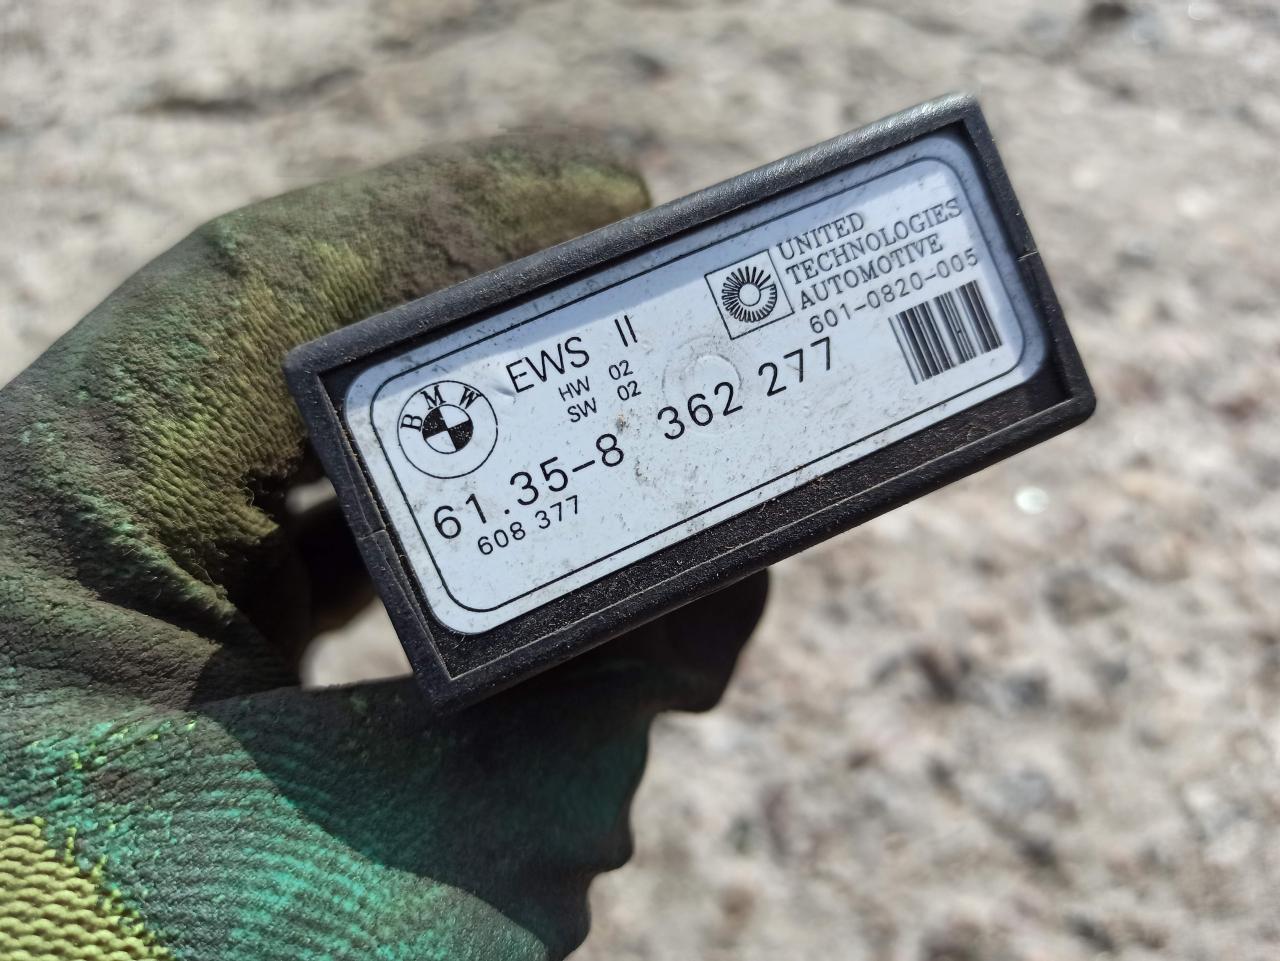 BMW
EWS II
HW 02
SW 02
61.35-8 362 277
608 377
UNITED
TECHNOLOGIES
AUTOMOTIVE
601-0820-005